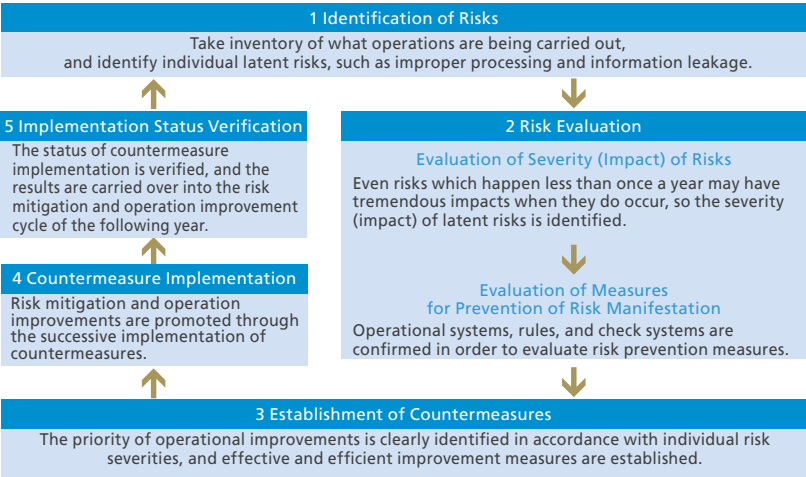 1 Identification of Risks
Take inventory of what operations are being carried out,
and identify individual latent risks, such as improper processing and information leakage.
2 Risk Evaluation
Evaluation of Severity (Impact) of Risks
Even risks which happen less than once a year may have
tremendous impacts when they do occur, so the severity
(impact) of latent risks is identified.
Evaluation of Measures
for Prevention of Risk Manifestation
Operational systems, rules, and check systems are
confirmed in order to evaluate risk prevention measures.
3 Establishment of Countermeasures
The priority of operational improvements is clearly identified in accordance with individual risk
severities, and effective and efficient improvement measures are established.
4 Countermeasure Implementation
Risk mitigation and operation
improvements are promoted through
the successive implementation of
countermeasures.
5 Implementation Status Verification
The status of countermeasure
implementation is verified, and the
results are carried over into the risk
mitigation and operation improvement
cycle of the following year.